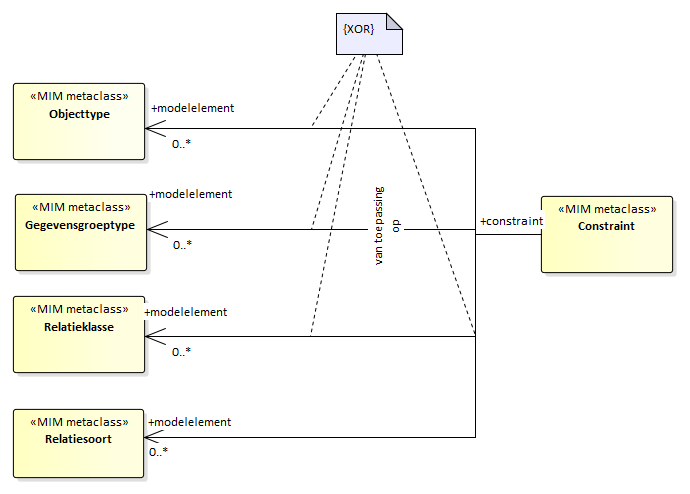 {XOR}
«MIM metaclass»
Objecttype
+modelelement
0..*
«MIM metaclass»
Gegevensgroeptype
+modelelement
0..*
van toepassing
op
+constraint
«MIM metaclass»
Constraint
«MIM metaclass»
Relatieklasse
+modelelement
0..*
«MIM metaclass»
Relatiesoort
+modelelement
0..*